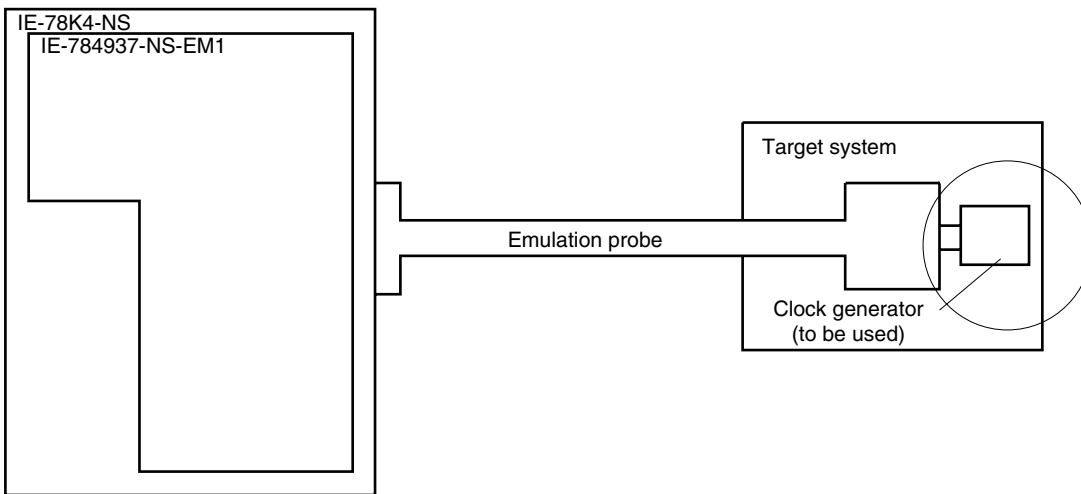 IE-78K4-NS
IE-784937-NS-EM1
Target system
Emulation probe
Clock generator
(to be used)